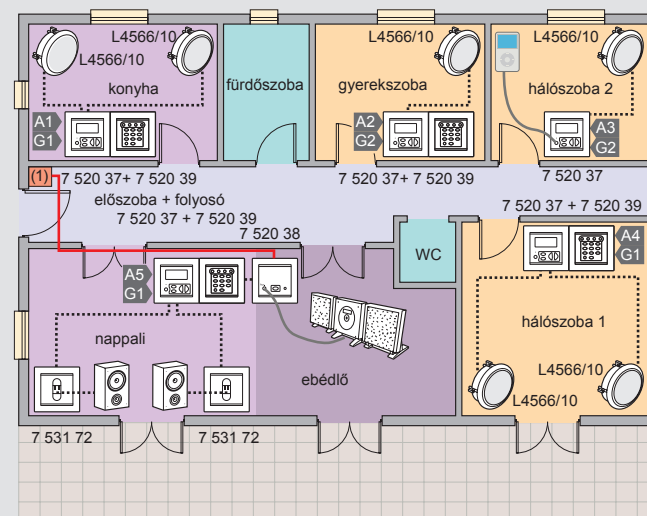 L4566/10
L4566/10
L4566/10
L4566/10
konyha
fürdőszoba
gyerekszoba
hálószoba 2
A1
G1
A2
G2
A3
G2
(1)
7 520 37+ 7 520 39
7 520 37+ 7 520 39
7 520 37
előszoba + folyosó
7 520 37 + 7 520 39
7 520 37 + 7 520 39
7 520 38
WC
A4
G1
A5
G1
nappali
ebédlő
hálószoba 1
L4566/10
L4566/10
7 531 72
7 531 72